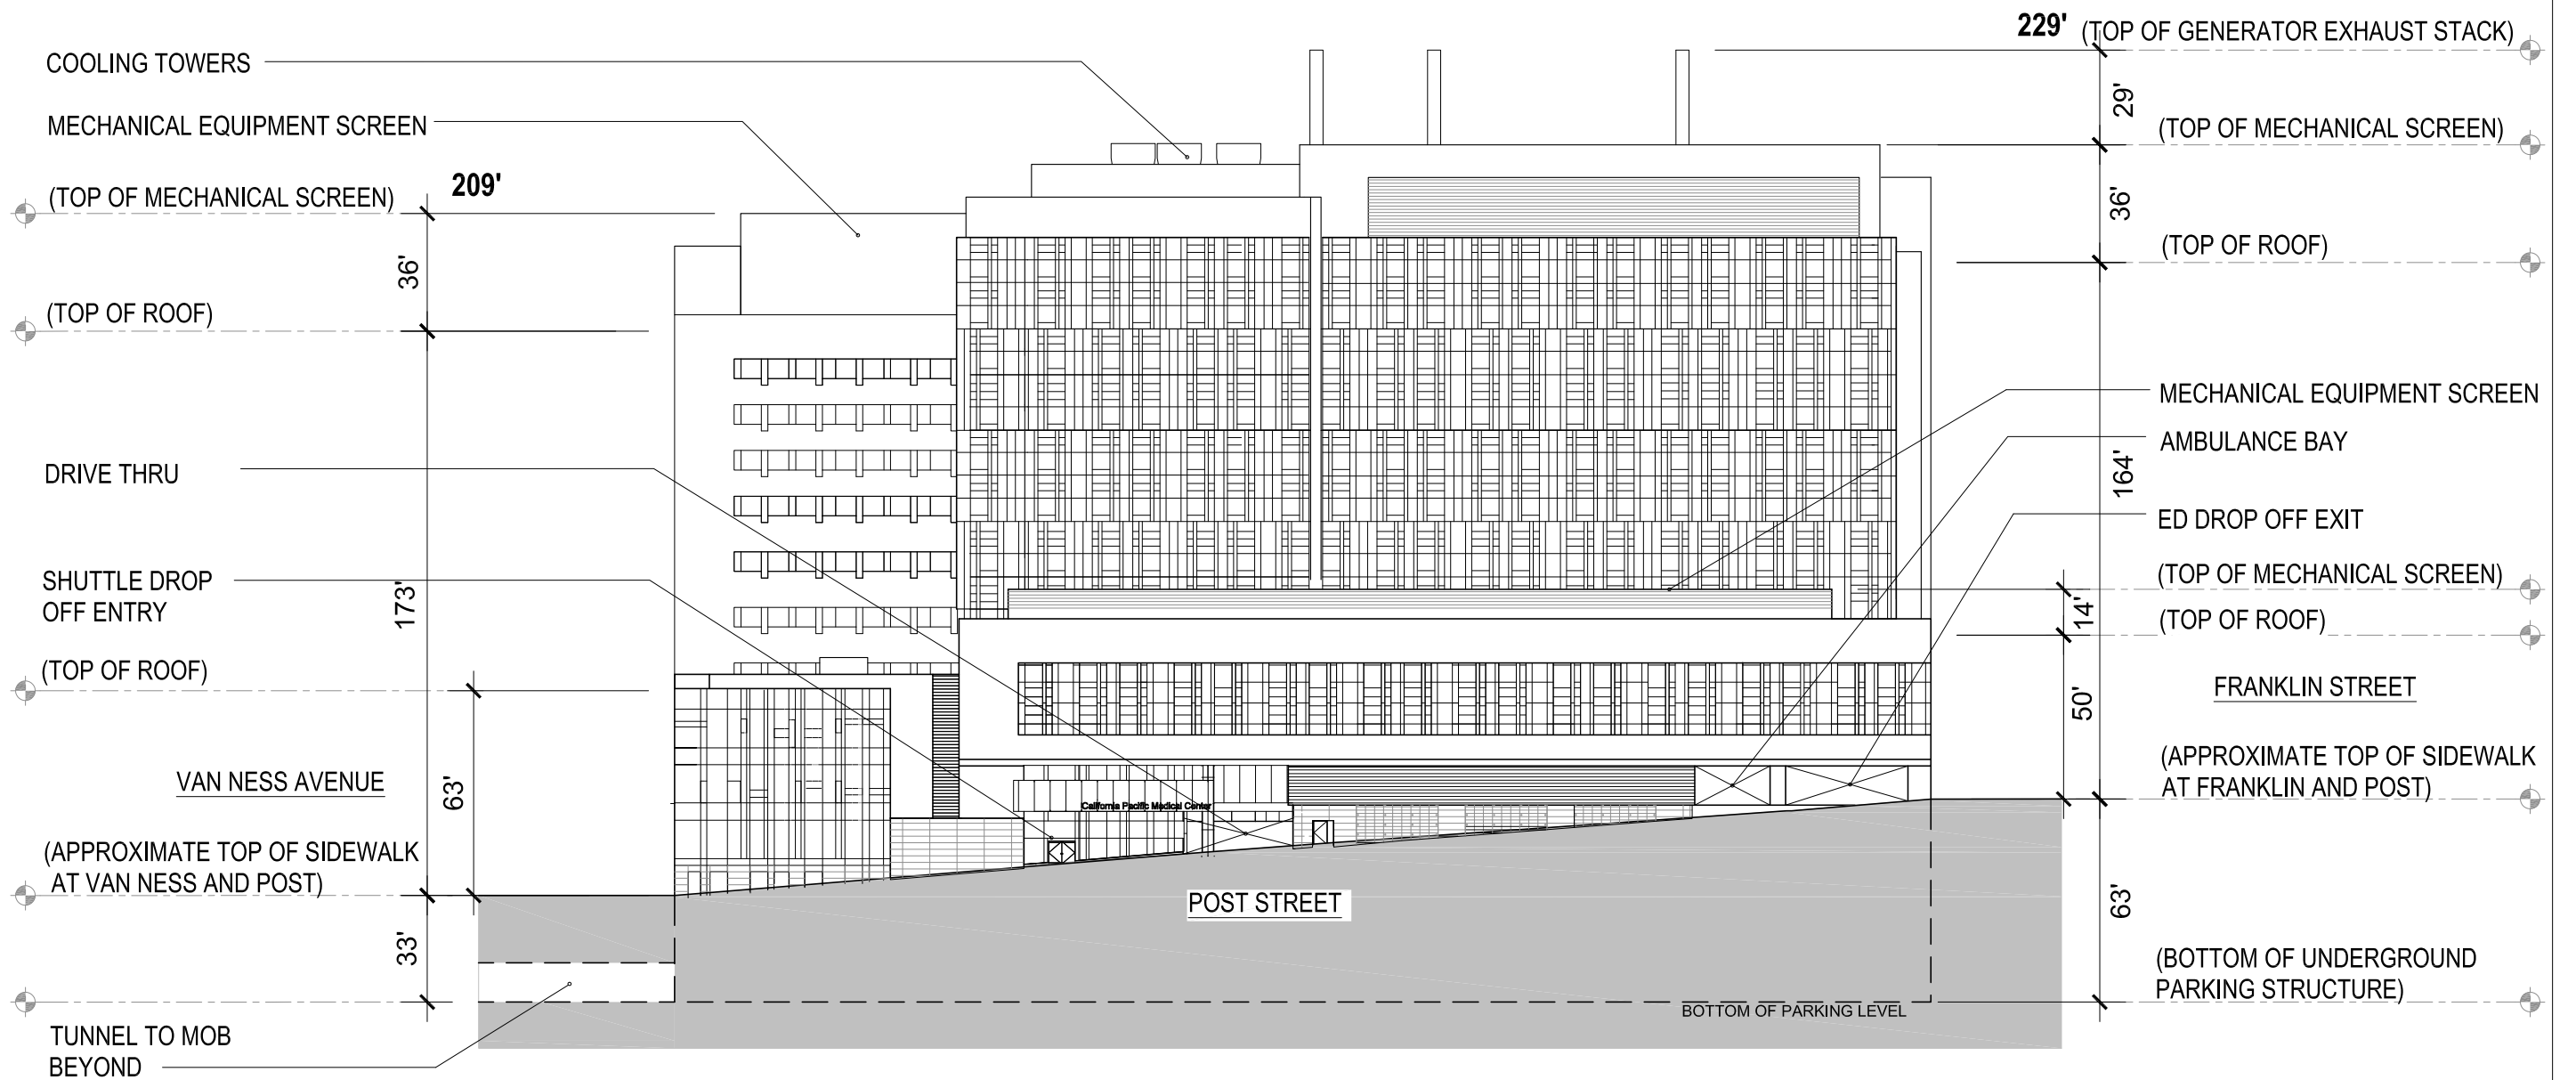 229' (TOP OF GENERATOR EXHAUST STACK)
COOLING TOWERS
29'
MECHANICAL EQUIPMENT SCREEN
(TOP OF MECHANICAL SCREEN)
209'
(TOP OF MECHANICAL SCREEN)
36'
(TOP OF ROOF)
36'
(TOP OF ROOF)
MECHANICAL EQUIPMENT SCREEN
AMBULANCE BAY
DRIVE THRU
164'
ED DROP OFF EXIT
SHUTTLE DROP
OFF ENTRY
173'
(TOP OF MECHANICAL SCREEN)
14'
(TOP OF ROOF)
(TOP OF ROOF)
FRANKLIN STREET
50'
VAN NESS AVENUE
63'
(APPROXIMATE TOP OF SIDEWALK
AT FRANKLIN AND POST)
California Pacific Medical Center
(APPROXIMATE TOP OF SIDEWALK
AT VAN NESS AND POST)
POST STREET
63'
33'
(BOTTOM OF UNDERGROUND
PARKING STRUCTURE)
BOTTOM OF PARKING LEVEL
TUNNEL TO MOB
BEYOND